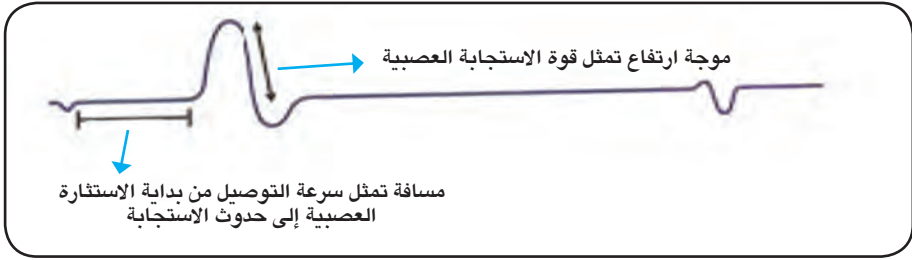 موجة ارتفاع تمثل قوة الاستجابة العصبية
مسافة تمثل سرعة التوصيل من بداية الاستثارة
العصبية إلى حدوث الاستجابة